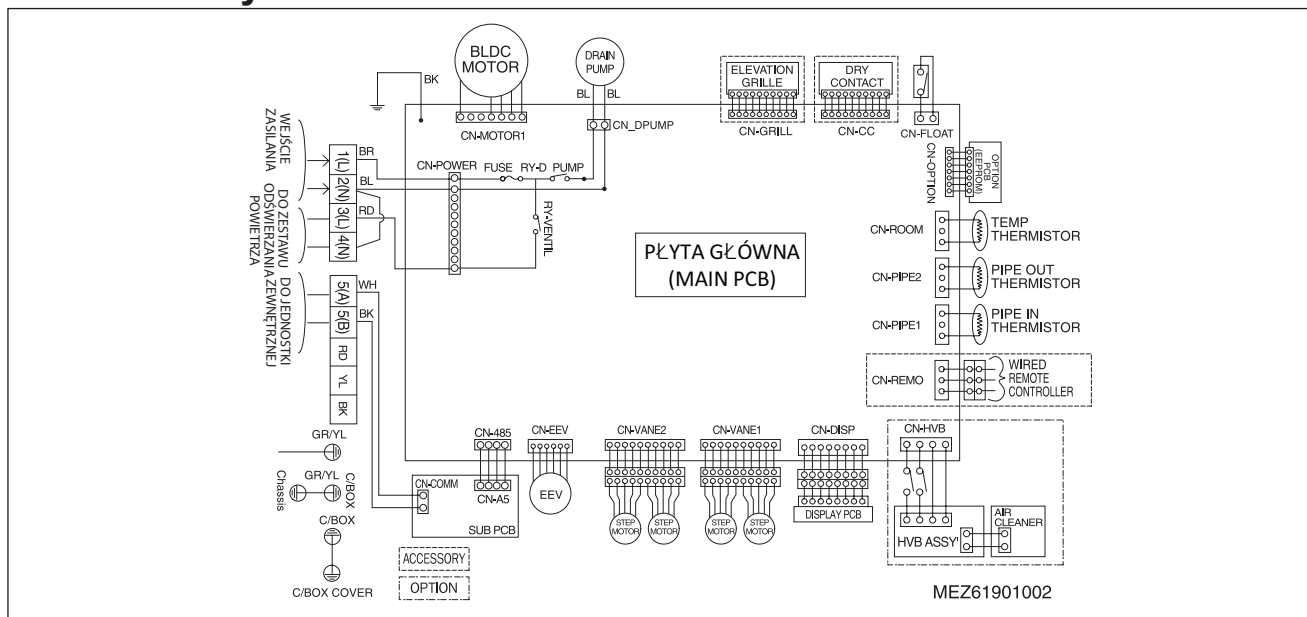 BLDC
MOTOR
DRAIN
PUMP
ELEVATION
GRILLE
DRY
CONTACT
BK
BL
BL
CN-MOTOR1
CN_DPUMP
CN-GRILL
CN-CC
CN-FLOAT
WEJŚCIE
ZASILANIA
1(L)
BR
2(N)
BL
CN-POWER
FUSE
RY-D
PUMP
CN-OPTION
OPTION
PCB
(EEPROM)
DO ZESTAWU
ODŚWIERZANIA
POWIETRZA
3(L)
RD
4(N)
RY-VENTIL
CN-ROOM
TEMP
THERMISTOR
PŁYTA GŁÓWNA
(MAIN PCB)
CN-PIPE2
PIPE OUT
THERMISTOR
DO JEDNOSTKI
ZEWNĘTRZNEJ
5(A)
WH
5(B)
BK
RD
YL
BK
CN-PIPE1
PIPE IN
THERMISTOR
CN-REMO
WIRED
REMOTE
CONTROLLER
GR/YL
CN-485
CN-EEV
CN-VANE2
CN-VANE1
CN-DISP
CN-HVB
Chassis
GR/YL
C/BOX
CN-COMM
CN-A5
SUB PCB
EEV
STEP
MOTOR
STEP
MOTOR
STEP
MOTOR
STEP
MOTOR
DISPLAY PCB
HVB ASSY'
AIR
CLEANER
C/BOX
C/BOX COVER
ACCESSORY
OPTION
MEZ61901002